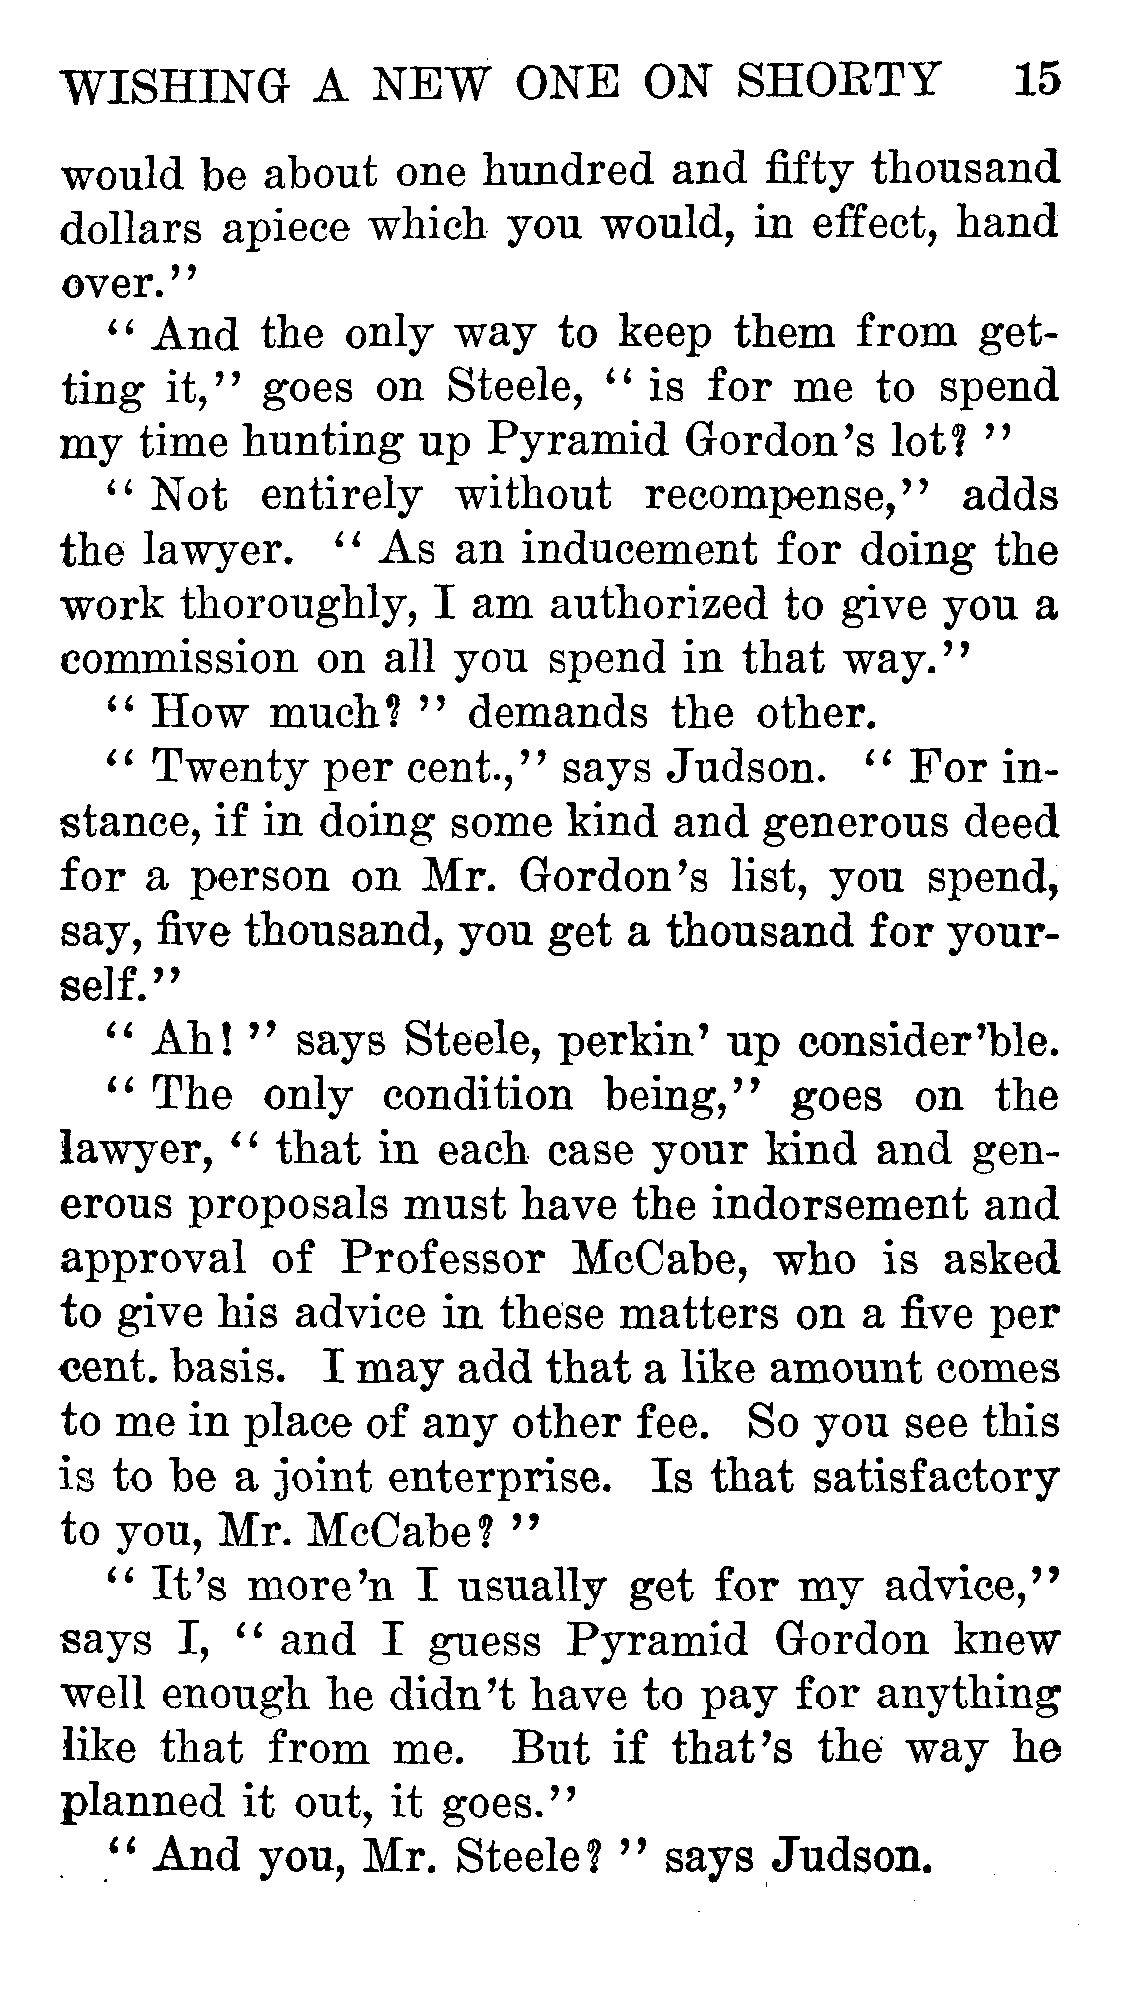 WISHING A NEW ONE ON SHORTY 15
would be about one hundred and fifty thousand
dollars apiece which you would, in effect, hand
over.''
“ And the only way to keep them from get-
ting it,” goes on Steele, “ is for me to spend
my time hunting up Pyramid Gordon's lot? ”
“ Not entirely without recompense,” adds
the lawyer. “ As an inducement for doing the
work thoroughly, I am authorized to give you a
commission on all you spend in that way.”
“ How much? ” demands the other.
“ Twenty per cent.,” says Judson. “ For in-
stance, if in doing some kind and generous deed
for a person on Mr. Gordon's list, you spend,
say, five thousand, you get a thousand for your-
self.”
“ Ah! ” says Steele, perkin' up consider'ble.
“ The only condition being,” goes on the
lawyer, “ that in each case your kind and gen-
erous proposals must have the indorsement and
approval of Professor McCabe, who is asked
to give his advice in these matters on a five per
cent. basis. I may add that a like amount comes
to me in place of any other fee. So you see this
is to be a joint enterprise. Is that satisfactory
to you, Mr. McCabe? ”
“ It's more'n I usually get for my advice,”
says I, “ and I guess Pyramid Gordon knew
well enough he didn't have to pay for anything
like that from me. But if that's the way he
planned it out, it goes.”
“ And you, Mr. Steele? ” says Judson.